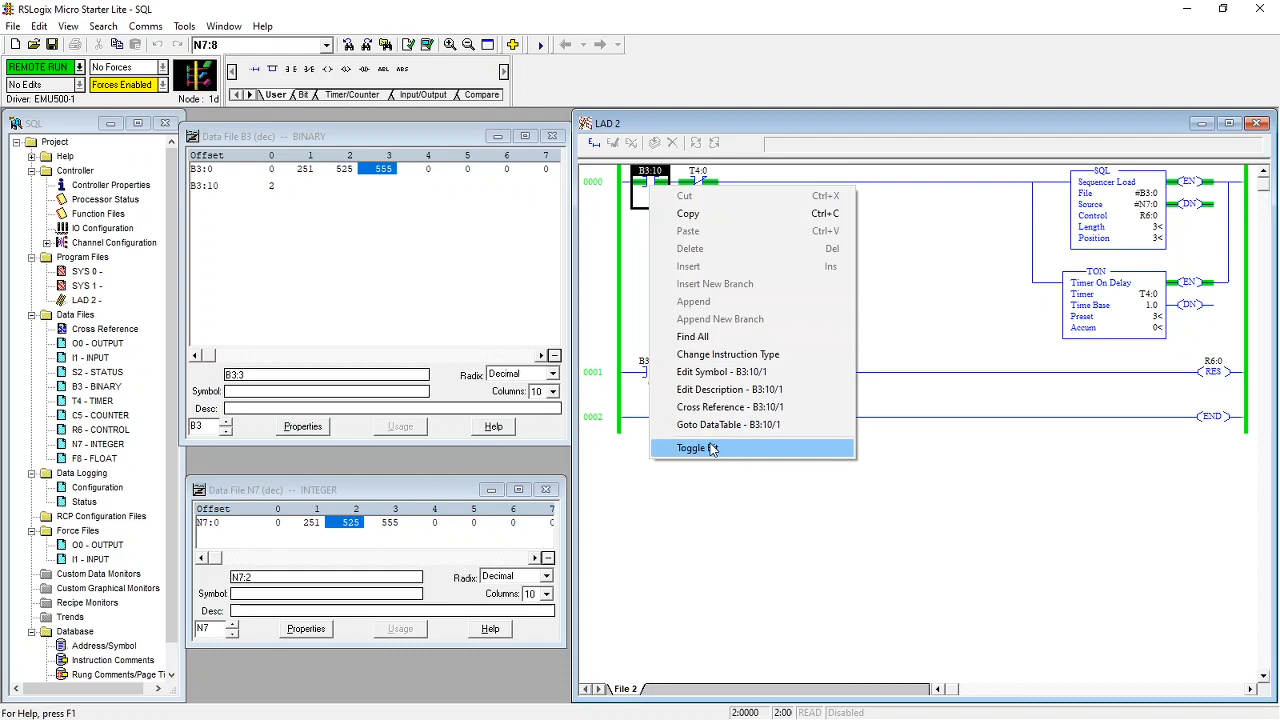 RSLogix Micro Starter Lite - SQL
File Edit View Search Comms Tools Window Help
N7:8
REMOTE RUN No Forces
No Edits Forces Enabled
Driver: EMU500-1 Node : 1d
User Bit Timer/Counter Input/Output Compare
SQL
Project
Help
Controller
Controller Properties
Processor Status
Function Files
IO Configuration
Channel Configuration
Program Files
SYS 0 -
SYS 1 -
LAD 2 -
Data Files
Cross Reference
O0 - OUTPUT
I1 - INPUT
S2 - STATUS
B3 - BINARY
T4 - TIMER
C5 - COUNTER
R6 - CONTROL
N7 - INTEGER
F8 - FLOAT
Data Logging
Configuration
Status
RCP Configuration Files
Force Files
O0 - OUTPUT
I1 - INPUT
Custom Data Monitors
Custom Graphical Monitors
Recipe Monitors
Trends
Database
Address/Symbol
Instruction Comments
Rung Comments/Page Ti
Data File B3 (dec) -- BINARY
Offset 0 1 2 3 4 5 6 7
B3:0 0 251 525 555 0 0 0 0
B3:10 2
B3:3 Radix: Decimal
Symbol: Columns: 10
Desc:
B3 Properties Usage Help
Data File N7 (dec) -- INTEGER
Offset 0 1 2 3 4 5 6 7
N7:0 0 251 525 555 0 0 0
N7:2 Radix: Decimal
Symbol: Columns: 10
Desc:
N7 Properties Usage Help
LAD 2
0000
B3:10 T4:0
SQL
Sequencer Load
File #B3:0
Source #N7:0
Control R6:0
Length 3<
Position 3<
EN
DN
TON
Timer On Delay
Timer T4:0
Time Base 1.0
Preset 3<
Accum 0<
EN
DN
0001
R6:0
RES
0002
END
Cut Ctrl+X
Copy Ctrl+C
Paste Ctrl+V
Delete Del
Insert Ins
Insert New Branch
Append
Append New Branch
Find All
Change Instruction Type
Edit Symbol - B3:10/1
Edit Description - B3:10/1
Cross Reference - B3:10/1
Goto DataTable - B3:10/1
Toggle
File 2
For Help, press F1
2:0000 2:00 READ Disabled